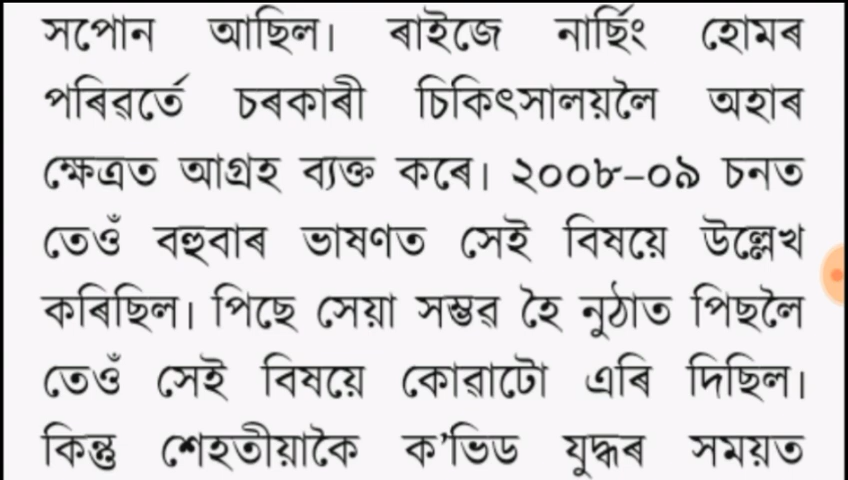 সপোন আছিল। ৰাইজে নাৰ্ছিং হোমৰ
পৰিৱৰ্তে চৰকাৰী চিকিৎসালয়লৈ অহাৰ
ক্ষেত্ৰত আগ্ৰহ ব্যক্ত কৰে। ২০০৮-০৯ চনত
তেওঁ বহুবাৰ ভাষণত সেই বিষয়ে উল্লেখ
কৰিছিল। পিছে সেয়া সম্ভৱ হৈ নুঠাত পিছলৈ
তেওঁ সেই বিষয়ে কোৱাটো এৰি দিছিল।
কিন্তু শেহতীয়াকৈ ক’ভিড যুদ্ধৰ সময়ত